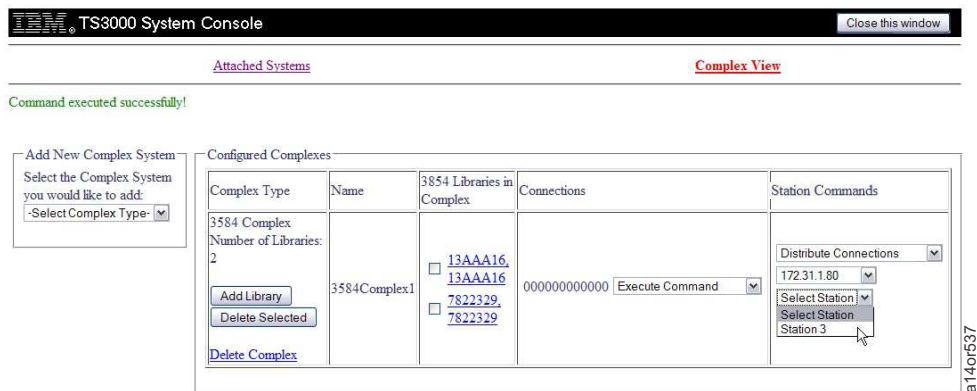 IBM® TS3000 System Console
Close this window
Attached Systems
Complex View
Command executed successfully!
Add New Complex System
Select the Complex System
you would like to add:
-Select Complex Type-
Configured Complexes
Complex Type
Name
3854 Libraries in
Complex
Connections
Station Commands
3584 Complex
Number of Libraries:
2
Add Library
Delete Selected
Delete Complex
3584Complex1
13AAA16,
13AAA16
7822329,
7822329
000000000000
Execute Command
Distribute Connections
172.31.1.80
Select Station
Select Station
Station 3
a14or537